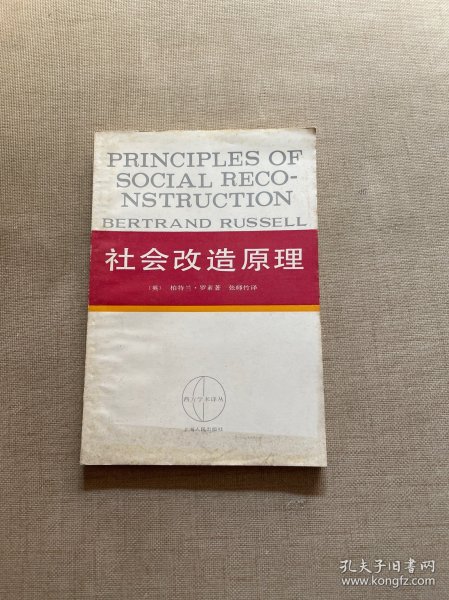 PRINCIPLES OF
SOCIAL RECO-
NSTRUCTION
BERTRAND RUSSELL
社会改造原理
〔英〕 柏特兰·罗素著 张师竹译
西方学术译丛
上海人民出版社
孔夫子旧书网
www.kongfz.com